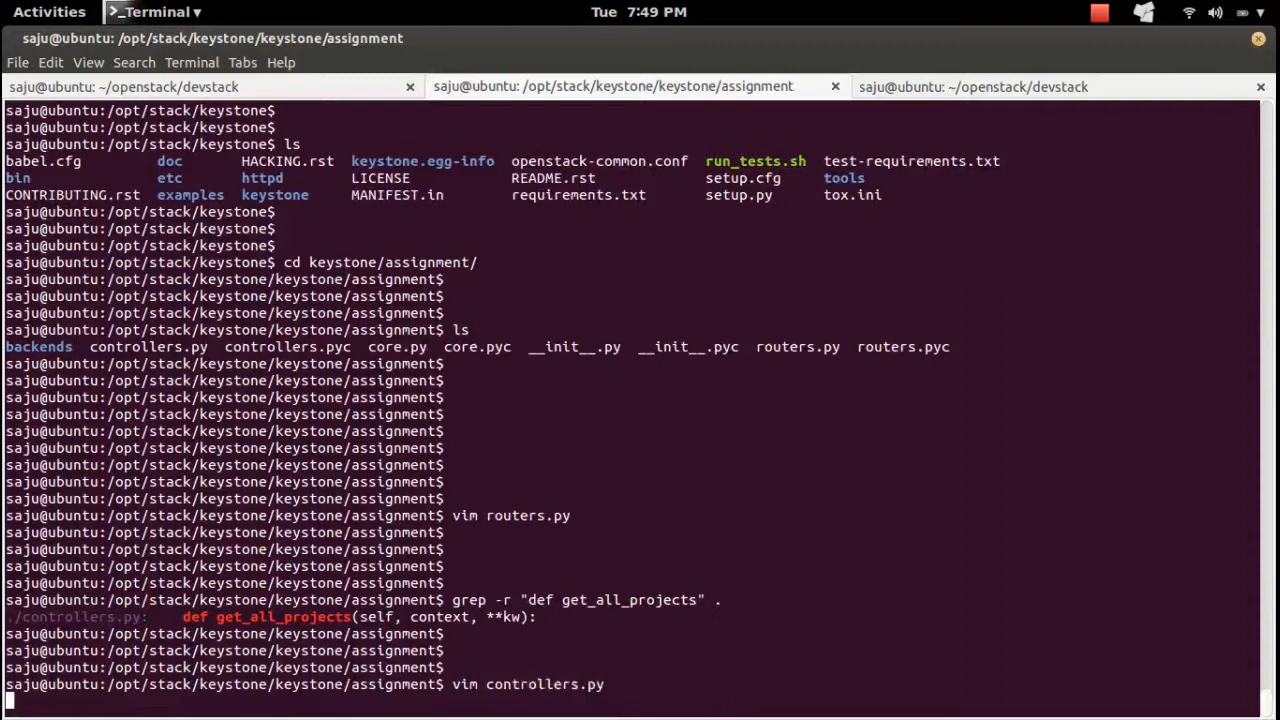 Activities >_Terminal▾ Tue 7:49 PM
saju@ubuntu: /opt/stack/keystone/keystone/assignment
File Edit View Search Terminal Tabs Help
saju@ubuntu: ~/openstack/devstack saju@ubuntu: /opt/stack/keystone/keystone/assignment saju@ubuntu: ~/openstack/devstack
saju@ubuntu:/opt/stack/keystone$
saju@ubuntu:/opt/stack/keystone$
saju@ubuntu:/opt/stack/keystone$ ls
babel.cfg doc HACKING.rst keystone.egg-info openstack-common.conf run_tests.sh test-requirements.txt
bin etc httpd LICENSE README.rst setup.cfg tools
CONTRIBUTING.rst examples keystone MANIFEST.in requirements.txt setup.py tox.ini
saju@ubuntu:/opt/stack/keystone$
saju@ubuntu:/opt/stack/keystone$
saju@ubuntu:/opt/stack/keystone$
saju@ubuntu:/opt/stack/keystone$ cd keystone/assignment/
saju@ubuntu:/opt/stack/keystone/keystone/assignment$
saju@ubuntu:/opt/stack/keystone/keystone/assignment$
saju@ubuntu:/opt/stack/keystone/keystone/assignment$
saju@ubuntu:/opt/stack/keystone/keystone/assignment$ ls
backends controllers.py controllers.pyc core.py core.pyc __init__.py __init__.pyc routers.py routers.pyc
saju@ubuntu:/opt/stack/keystone/keystone/assignment$
saju@ubuntu:/opt/stack/keystone/keystone/assignment$
saju@ubuntu:/opt/stack/keystone/keystone/assignment$
saju@ubuntu:/opt/stack/keystone/keystone/assignment$
saju@ubuntu:/opt/stack/keystone/keystone/assignment$
saju@ubuntu:/opt/stack/keystone/keystone/assignment$
saju@ubuntu:/opt/stack/keystone/keystone/assignment$
saju@ubuntu:/opt/stack/keystone/keystone/assignment$
saju@ubuntu:/opt/stack/keystone/keystone/assignment$
saju@ubuntu:/opt/stack/keystone/keystone/assignment$ vim routers.py
saju@ubuntu:/opt/stack/keystone/keystone/assignment$
saju@ubuntu:/opt/stack/keystone/keystone/assignment$
saju@ubuntu:/opt/stack/keystone/keystone/assignment$
saju@ubuntu:/opt/stack/keystone/keystone/assignment$
saju@ubuntu:/opt/stack/keystone/keystone/assignment$ grep -r "def get_all_projects" .
./controllers.py: def get_all_projects(self, context, **kw):
saju@ubuntu:/opt/stack/keystone/keystone/assignment$
saju@ubuntu:/opt/stack/keystone/keystone/assignment$
saju@ubuntu:/opt/stack/keystone/keystone/assignment$
saju@ubuntu:/opt/stack/keystone/keystone/assignment$ vim controllers.py